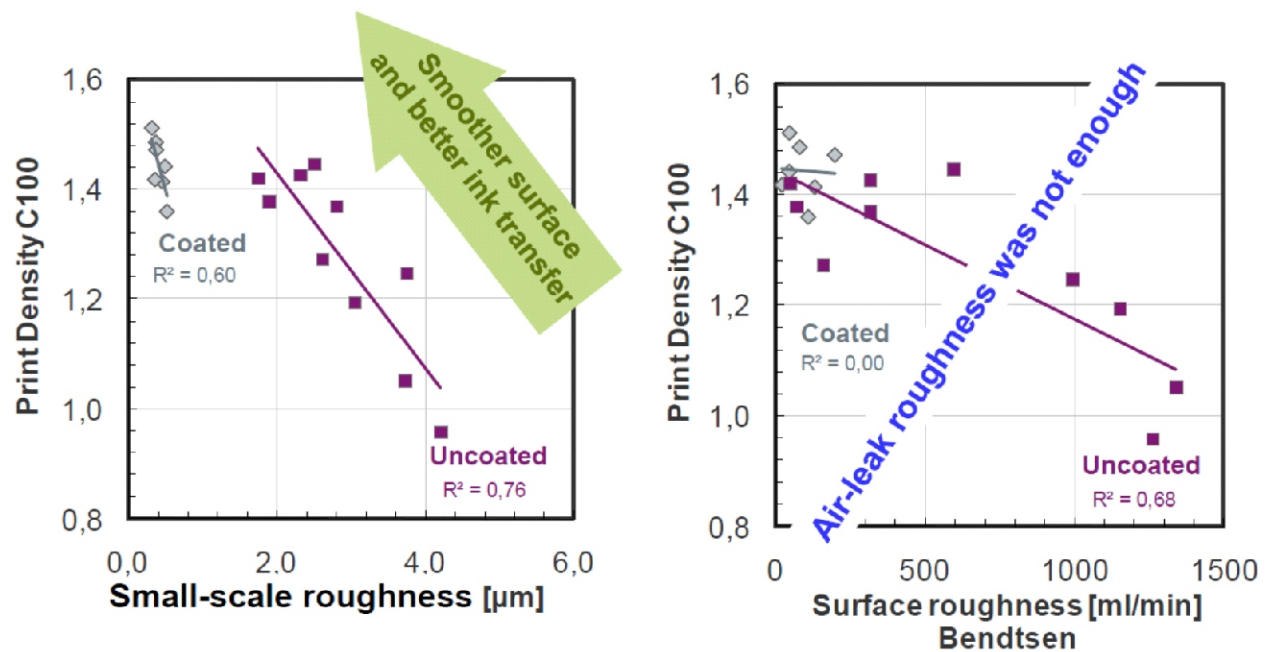 Smoother surface
and better ink transfer
1,6
1,4
1,2
1,0
0.8
Print Density C100
Coated
R² = 0,60
Uncoated
R² = 0,76
0,0
2.0
4.0
6,0
Small-scale roughness [µm]
1,6
1,4
1,2
1,0
0,8
Print Density C100
Air-leak roughness was not enough
Coated
R² = 0,00
Uncoated
R² = 0,68
0
500
1000
1500
Surface roughness [ml/min]
Bendtsen